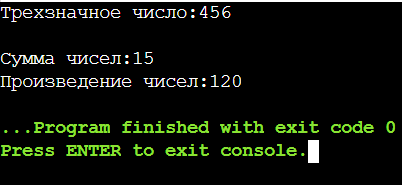 Трехзначное число:456
Сумма чисел:15
Произведение чисел:120
...Program finished with exit code 0
Press ENTER to exit console.